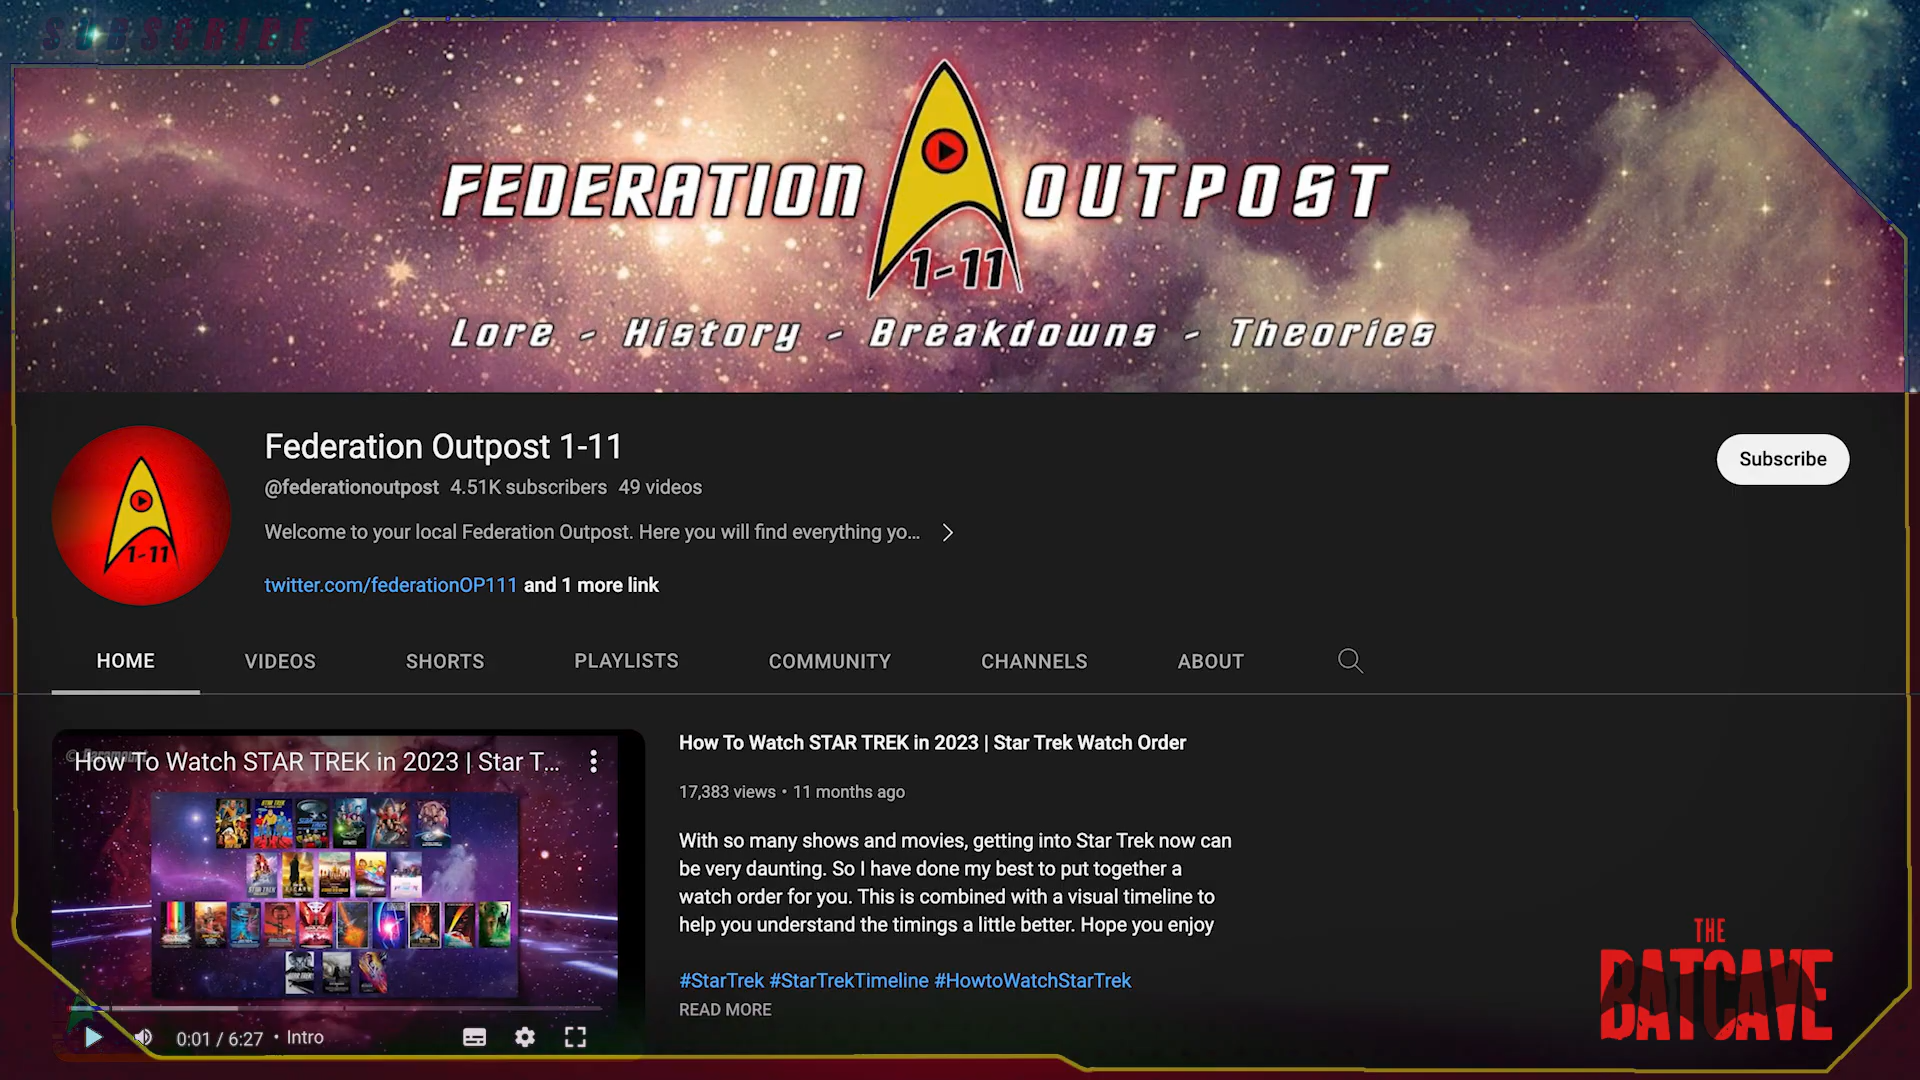 SUBSCRIBE
FEDERATION OUTPOST
1-11
Lore - History - Breakdowns - Theories
Federation Outpost 1-11
@federationoutpost 4.51K subscribers 49 videos
Subscribe
Welcome to your local Federation Outpost. Here you will find everything yo...
twitter.com/federationOP111 and 1 more link
1-11
HOME VIDEOS SHORTS PLAYLISTS COMMUNITY CHANNELS ABOUT
© Paramount
How To Watch STAR TREK in 2023 | Star T...
0:01 / 6:27 • Intro
How To Watch STAR TREK in 2023 | Star Trek Watch Order
17,383 views • 11 months ago
With so many shows and movies, getting into Star Trek now can
be very daunting. So I have done my best to put together a
watch order for you. This is combined with a visual timeline to
help you understand the timings a little better. Hope you enjoy
#StarTrek #StarTrekTimeline #HowtoWatchStarTrek
READ MORE
THE
BATCAVE